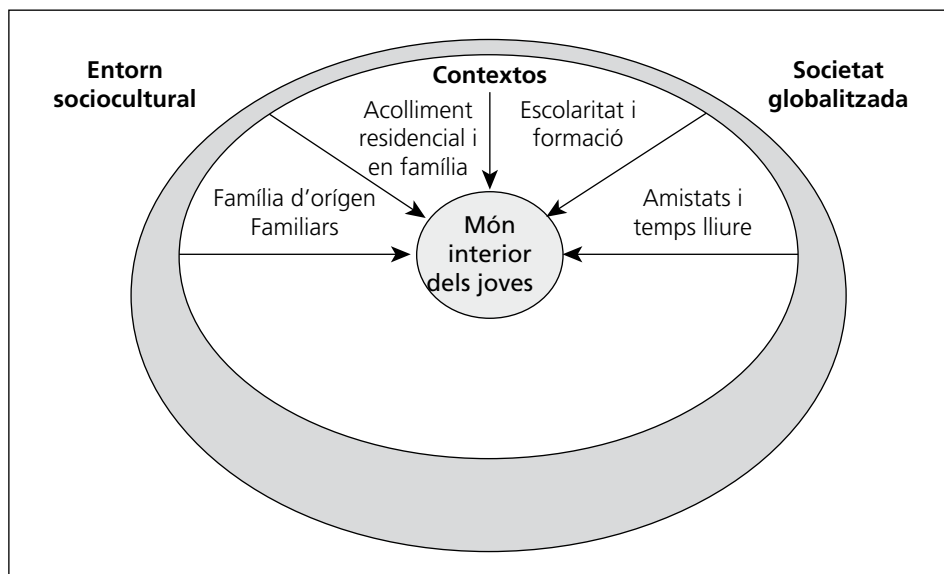 Entorn
sociocultural
Contextos
Societat
globalitzada
Acolliment
residencial i
en família
Escolaritat i
formació
Família d'orígen
Familiars
Amistats i
temps lliure
Món
interior
dels joves